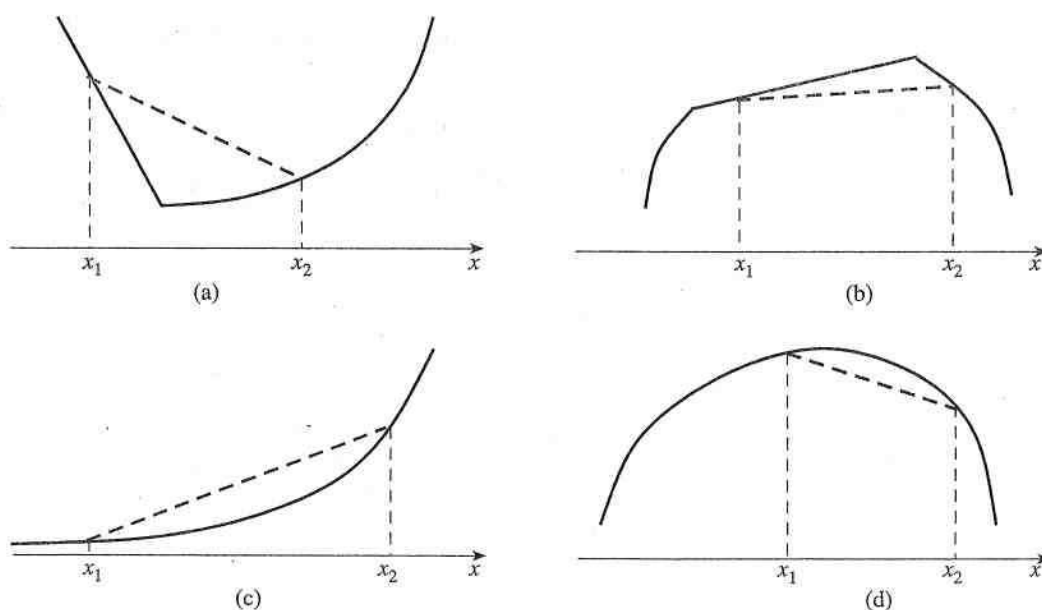 x₁ x₂ x
(a)
x₁ x₂ x
(b)
x₁ x₂ x
(c)
x₁ x₂ x
(d)